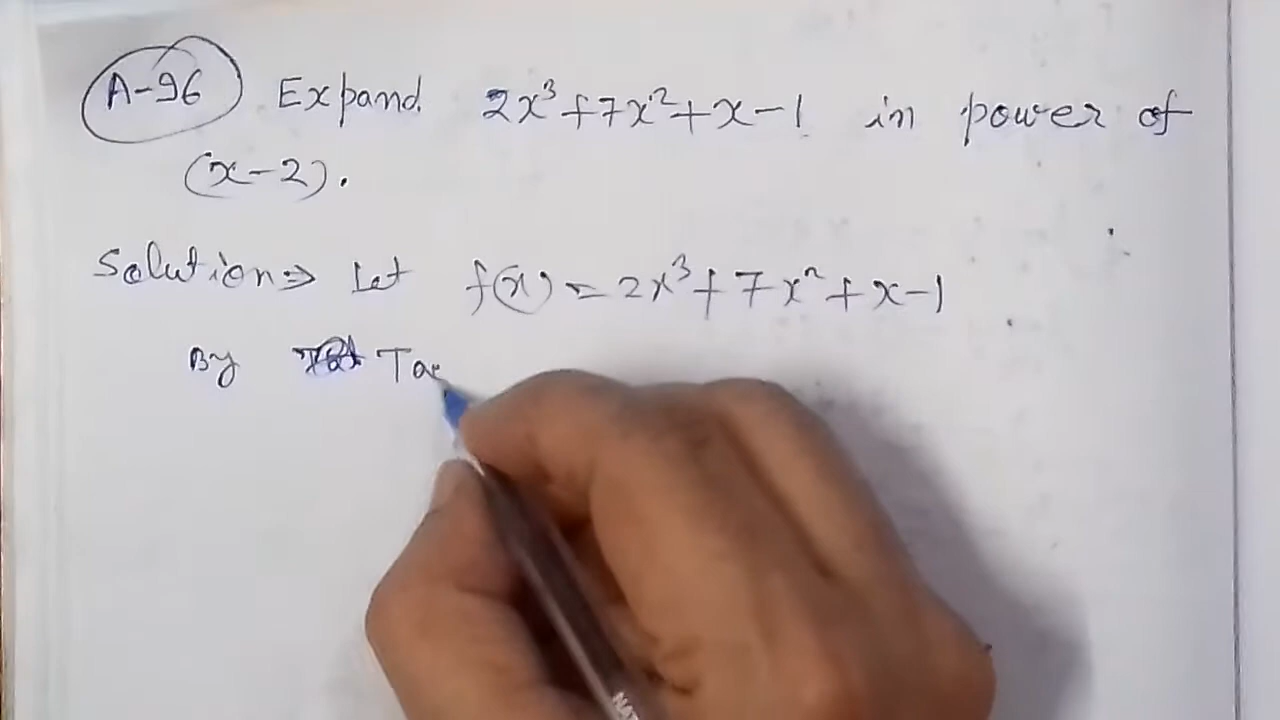 A-96 Expand 2x³+7x²+x-1 in power of
(x-2).
Solution⇒ Let f(x) = 2x³+7x²+x-1
By Ta